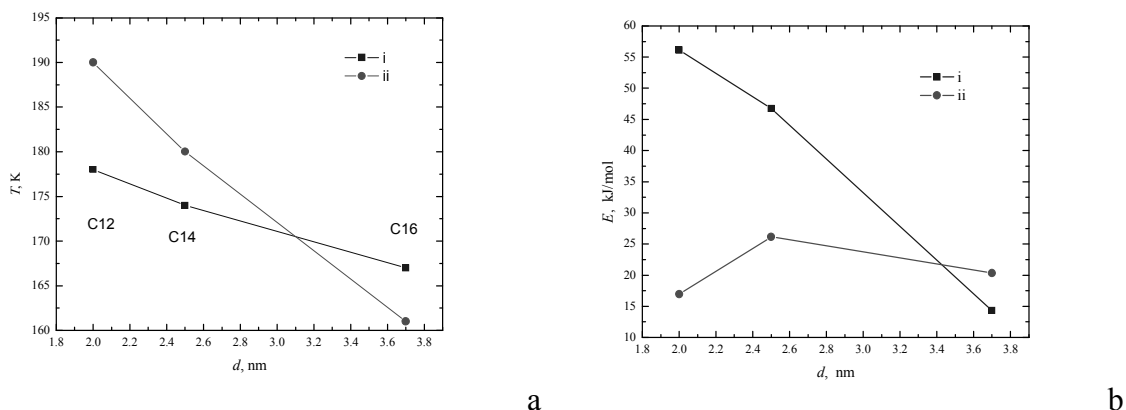 195
190
185
180
175
170
165
160
T, K
i
ii
C12
C14
C16
1.8 2.0 2.2 2.4 2.6 2.8 3.0 3.2 3.4 3.6 3.8
d, nm
a
60
55
50
45
40
35
30
25
20
15
10
E, kJ/mol
i
ii
1.8 2.0 2.2 2.4 2.6 2.8 3.0 3.2 3.4 3.6 3.8
d, nm
b